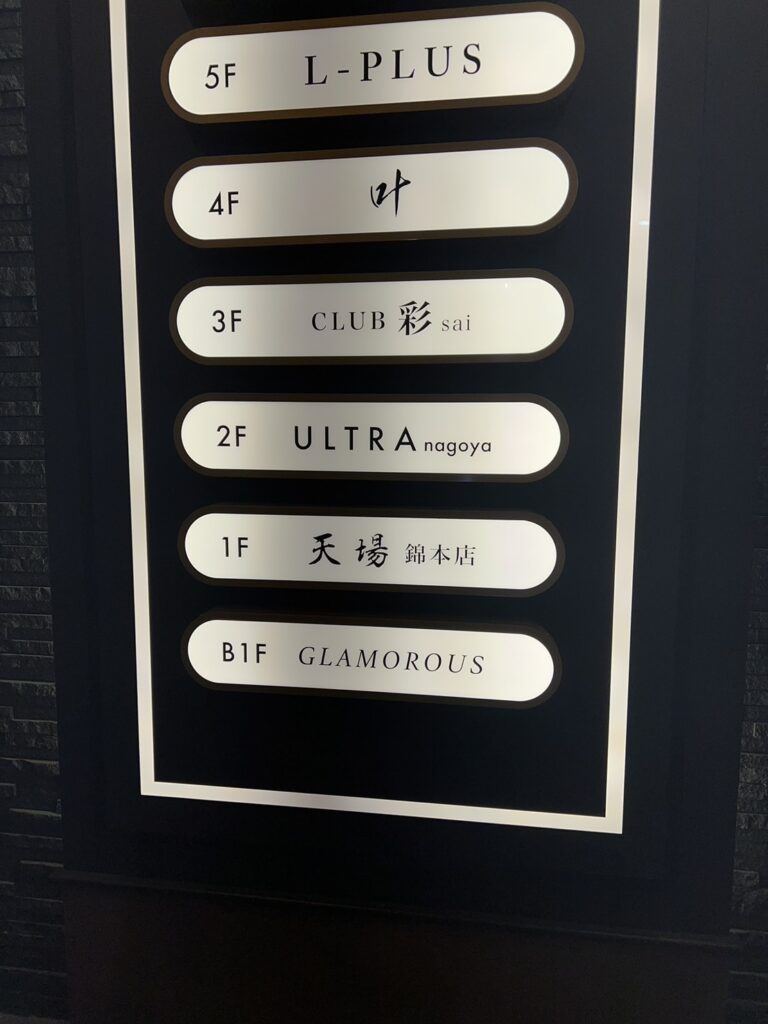 5F L-PLUS
4F 叶
3F CLUB 彩 sai
2F ULTRA nagoya
1F 天場 錦本店
B1F GLAMOROUS